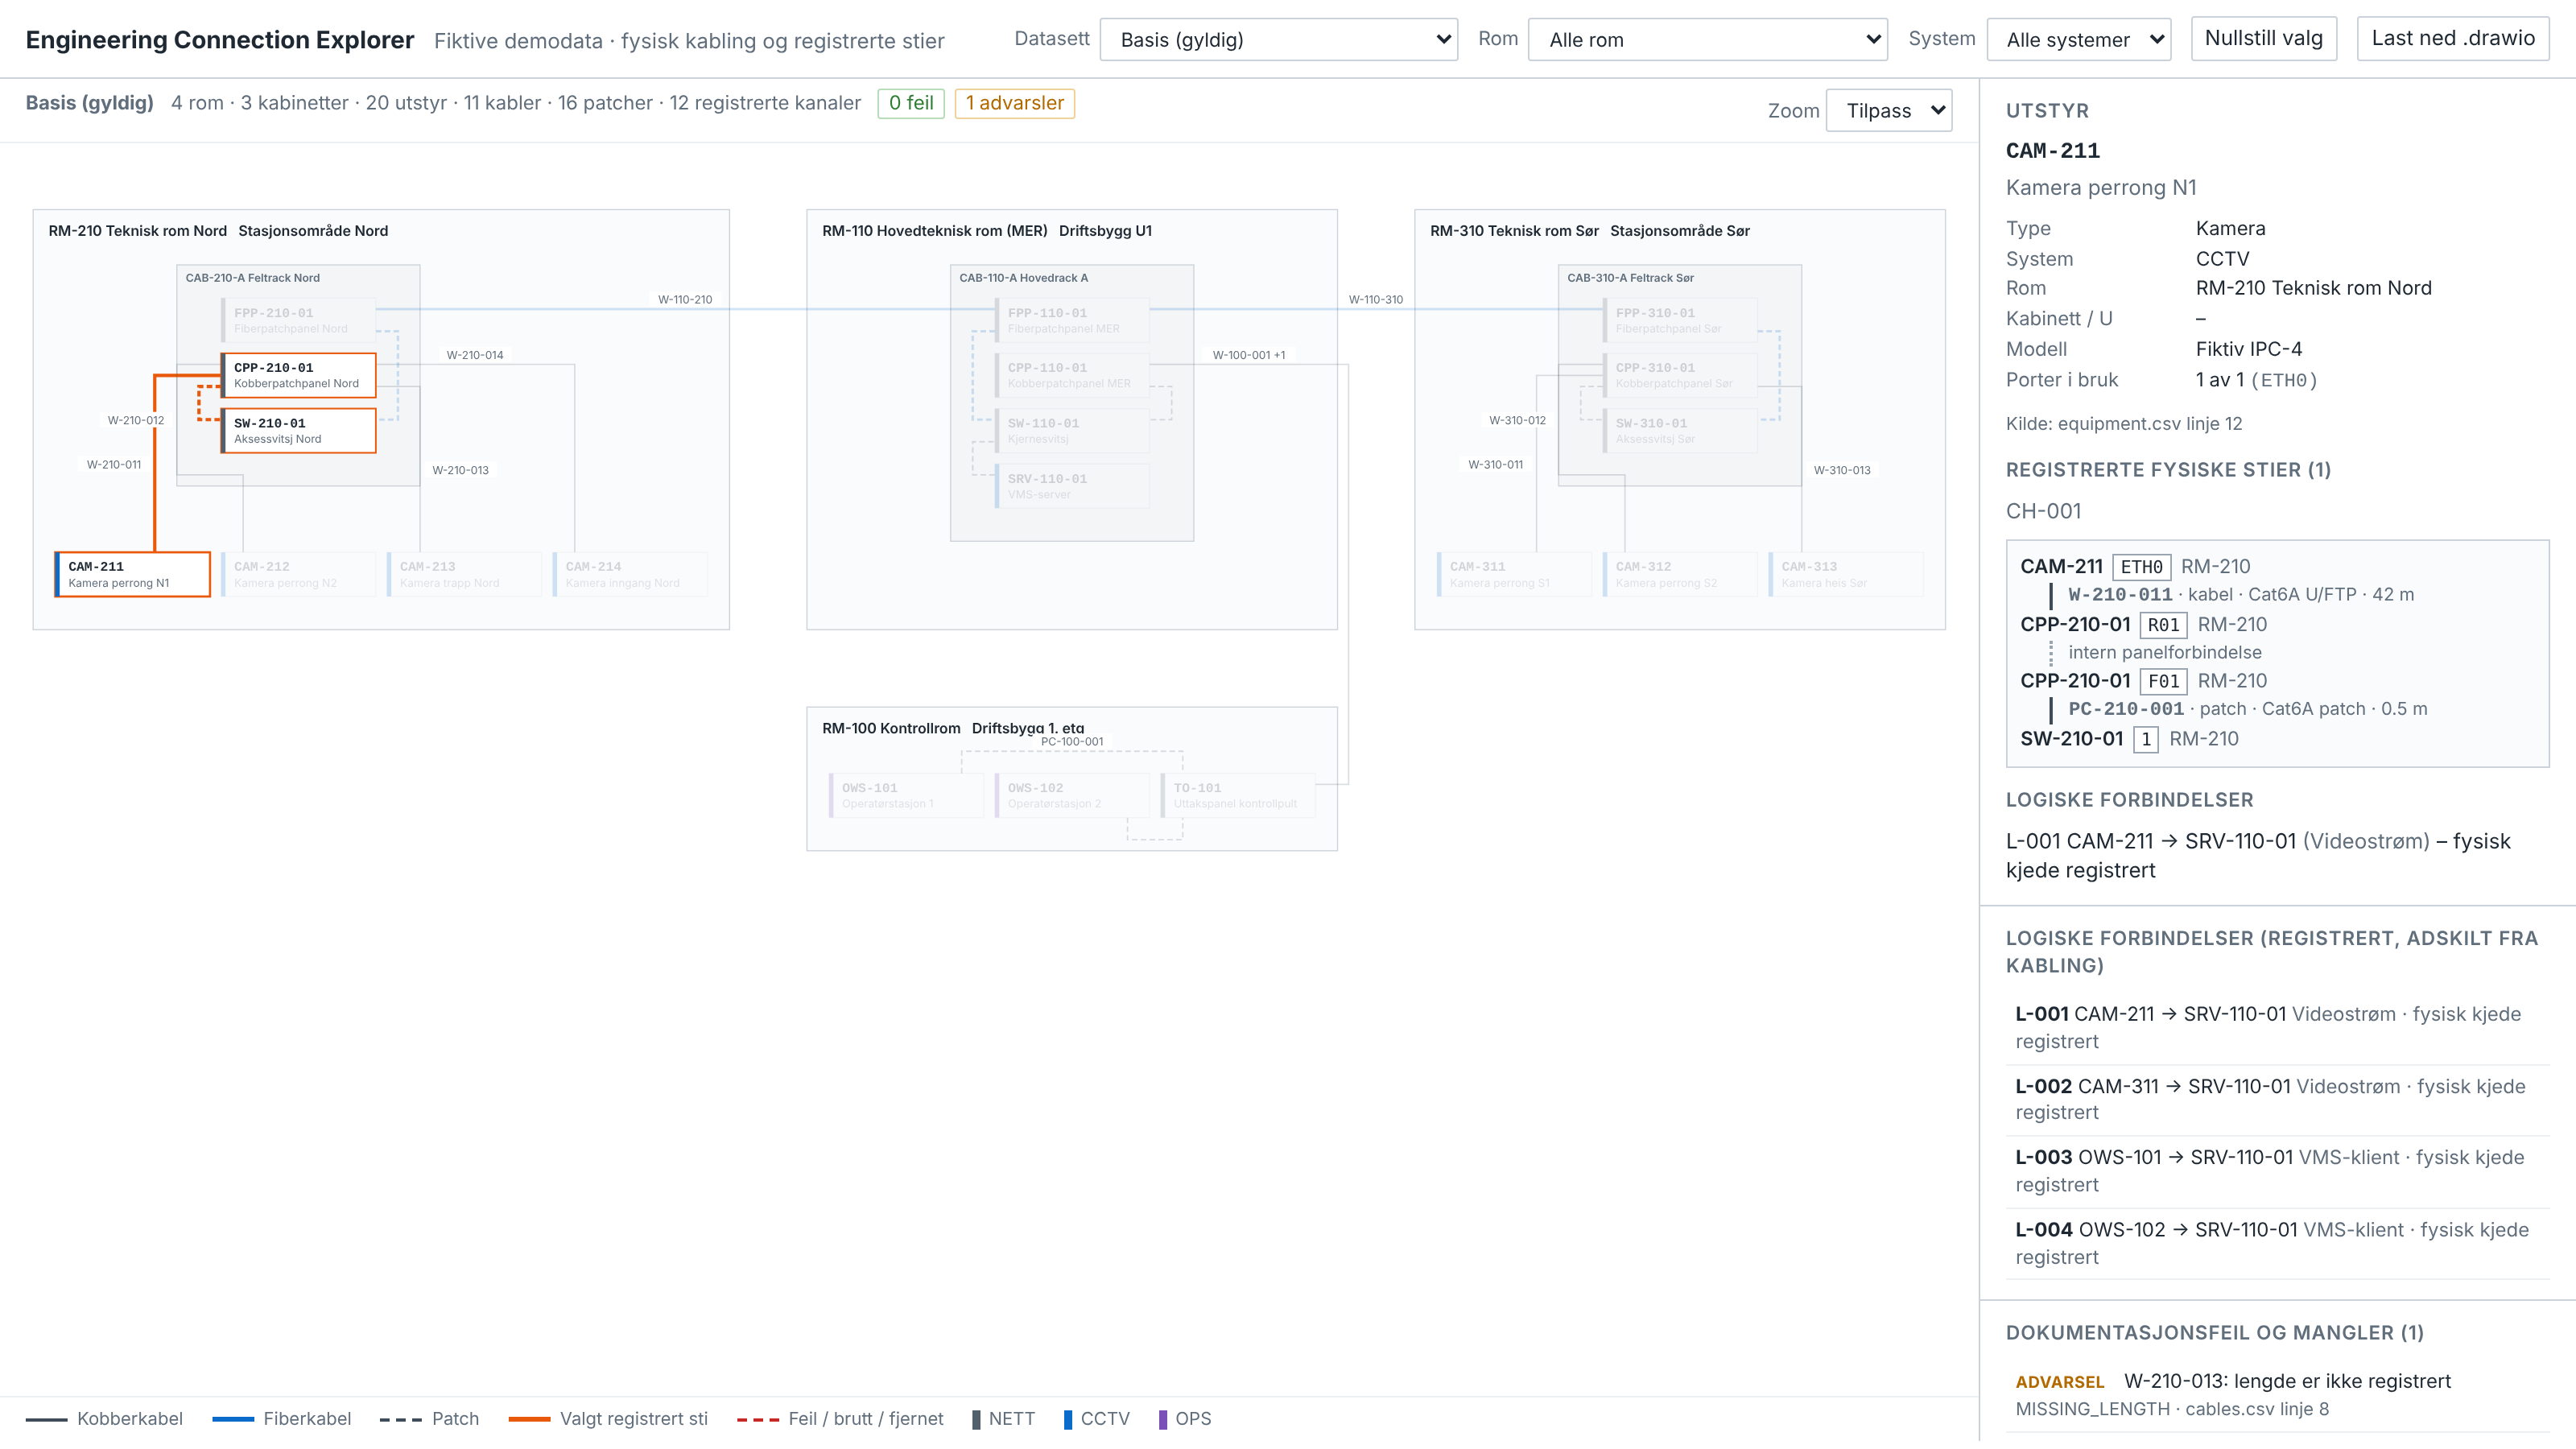 Engineering Connection Explorer Fiktive demodata · fysisk kabling og registrerte stier Datasett Basis (gyldig) Rom Alle rom System Alle systemer Nullstill valg Last ned .drawio
Basis (gyldig) 4 rom · 3 kabinetter · 20 utstyr · 11 kabler · 16 patcher · 12 registrerte kanaler 0 feil 1 advarsler Zoom Tilpass
RM-210 Teknisk rom Nord Stasjonsområde Nord
CAB-210-A Feltrack Nord
FPP-210-01
Fiberpatchpanel Nord
CPP-210-01
Kobberpatchpanel Nord
SW-210-01
Aksessvitsj Nord
W-210-014
W-210-012
W-210-011
W-210-013
CAM-211
Kamera perrong N1
CAM-212
Kamera perrong N2
CAM-213
Kamera trapp Nord
CAM-214
Kamera inngang Nord
W-110-210
RM-110 Hovedteknisk rom (MER) Driftsbygg U1
CAB-110-A Hovedrack A
FPP-110-01
Fiberpatchpanel MER
CPP-110-01
Kobberpatchpanel MER
SW-110-01
Kjernesvitsj
SRV-110-01
VMS-server
W-100-001 +1
W-110-310
RM-310 Teknisk rom Sør Stasjonsområde Sør
CAB-310-A Feltrack Sør
FPP-310-01
Fiberpatchpanel Sør
CPP-310-01
Kobberpatchpanel Sør
SW-310-01
Aksessvitsj Sør
W-310-012
W-310-011
W-310-013
CAM-311
Kamera perrong S1
CAM-312
Kamera perrong S2
CAM-313
Kamera heis Sør
RM-100 Kontrollrom Driftsbygg 1. etg
PC-100-001
OWS-101
Operatørstasjon 1
OWS-102
Operatørstasjon 2
TO-101
Uttakspanel kontrollpult
Kobberkabel Fiberkabel Patch Valgt registrert sti Feil / brutt / fjernet NETT CCTV OPS
UTSTYR
CAM-211
Kamera perrong N1
Type Kamera
System CCTV
Rom RM-210 Teknisk rom Nord
Kabinett / U –
Modell Fiktiv IPC-4
Porter i bruk 1 av 1 (ETH0)
Kilde: equipment.csv linje 12
REGISTRERTE FYSISKE STIER (1)
CH-001
CAM-211 ETH0 RM-210
W-210-011 · kabel · Cat6A U/FTP · 42 m
CPP-210-01 R01 RM-210
intern panelforbindelse
CPP-210-01 F01 RM-210
PC-210-001 · patch · Cat6A patch · 0.5 m
SW-210-01 1 RM-210
LOGISKE FORBINDELSER
L-001 CAM-211 → SRV-110-01 (Videostrøm) – fysisk
kjede registrert
LOGISKE FORBINDELSER (REGISTRERT, ADSKILT FRA
KABLING)
L-001 CAM-211 → SRV-110-01 Videostrøm · fysisk kjede
registrert
L-002 CAM-311 → SRV-110-01 Videostrøm · fysisk kjede
registrert
L-003 OWS-101 → SRV-110-01 VMS-klient · fysisk kjede
registrert
L-004 OWS-102 → SRV-110-01 VMS-klient · fysisk kjede
registrert
DOKUMENTASJONSFEIL OG MANGLER (1)
ADVARSEL W-210-013: lengde er ikke registrert
MISSING_LENGTH · cables.csv linje 8